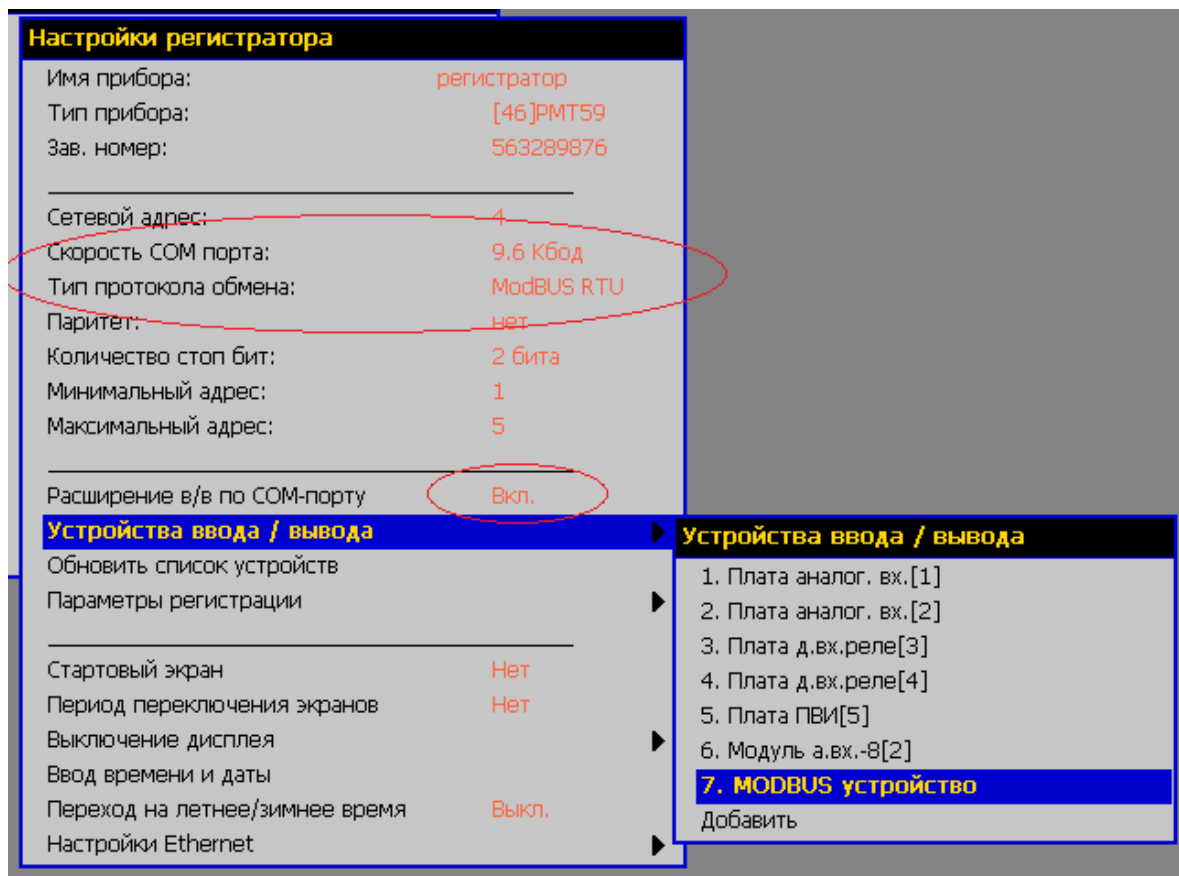 Настройки регистратора
Имя прибора: регистратор
Тип прибора: [46]РМТ59
Зав. номер: 563289876
Сетевой адрес: 4
Скорость COM порта: 9.6 Кбод
Тип протокола обмена: ModBUS RTU
Паритет: нет
Количество стоп бит: 2 бита
Минимальный адрес: 1
Максимальный адрес: 5
Расширение в/в по COM-порту Вкл.
Устройства ввода / вывода
Обновить список устройств
Параметры регистрации
Стартовый экран Нет
Период переключения экранов Нет
Выключение дисплея
Ввод времени и даты
Переход на летнее/зимнее время Выкл.
Настройки Ethernet
Устройства ввода / вывода
1. Плата аналог. вх.[1]
2. Плата аналог. вх.[2]
3. Плата д.вх.реле[3]
4. Плата д.вх.реле[4]
5. Плата ПВИ[5]
6. Модуль а.вх.-8[2]
7. MODBUS устройство
Добавить